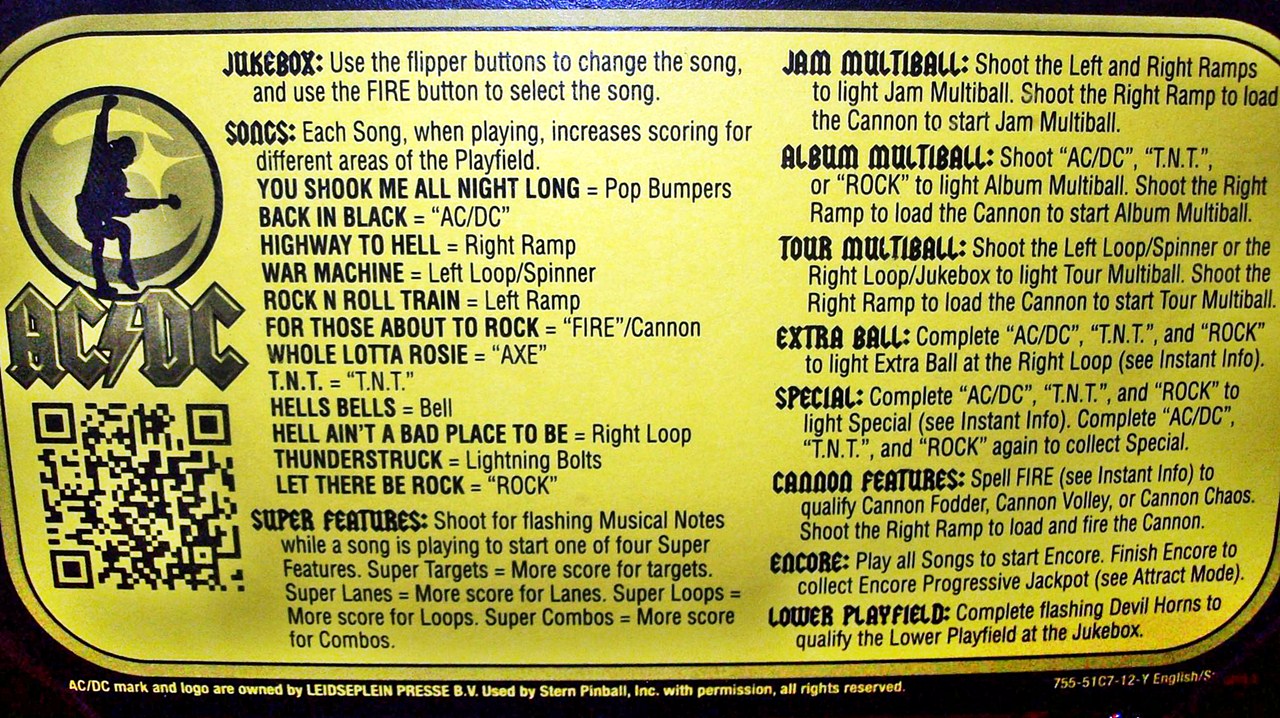 AC/DC
JUKEBOX: Use the flipper buttons to change the song,
and use the FIRE button to select the song.
SONGS: Each Song, when playing, increases scoring for
different areas of the Playfield.
YOU SHOOK ME ALL NIGHT LONG = Pop Bumpers
BACK IN BLACK = “AC/DC”
HIGHWAY TO HELL = Right Ramp
WAR MACHINE = Left Loop/Spinner
ROCK N ROLL TRAIN = Left Ramp
FOR THOSE ABOUT TO ROCK = “FIRE”/Cannon
WHOLE LOTTA ROSIE = “AXE”
T.N.T. = “T.N.T.”
HELLS BELLS = Bell
HELL AIN'T A BAD PLACE TO BE = Right Loop
THUNDERSTRUCK = Lightning Bolts
LET THERE BE ROCK = “ROCK”
SUPER FEATURES: Shoot for flashing Musical Notes
while a song is playing to start one of four Super
Features. Super Targets = More score for targets.
Super Lanes = More score for Lanes. Super Loops =
More score for Loops. Super Combos = More score
for Combos.
JAM MULTIBALL: Shoot the Left and Right Ramps
to light Jam Multiball. Shoot the Right Ramp to load
the Cannon to start Jam Multiball.
ALBUM MULTIBALL: Shoot “AC/DC”, “T.N.T.”,
or “ROCK” to light Album Multiball. Shoot the Right
Ramp to load the Cannon to start Album Multiball.
TOUR MULTIBALL: Shoot the Left Loop/Spinner or the
Right Loop/Jukebox to light Tour Multiball. Shoot the
Right Ramp to load the Cannon to start Tour Multiball.
EXTRA BALL: Complete “AC/DC”, “T.N.T.”, and “ROCK”
to light Extra Ball at the Right Loop (see Instant Info).
SPECIAL: Complete “AC/DC”, “T.N.T.”, and “ROCK” to
light Special (see Instant Info). Complete “AC/DC”,
“T.N.T.”, and “ROCK” again to collect Special.
CANNON FEATURES: Spell FIRE (see Instant Info) to
qualify Cannon Fodder, Cannon Volley, or Cannon Chaos.
Shoot the Right Ramp to load and fire the Cannon.
ENCORE: Play all Songs to start Encore. Finish Encore to
collect Encore Progressive Jackpot (see Attract Mode).
LOWER PLAYFIELD: Complete flashing Devil Horns to
qualify the Lower Playfield at the Jukebox.
AC/DC mark and logo are owned by LEIDSEPLEIN PRESSE B.V. Used by Stern Pinball, Inc. with permission, all rights reserved.
755-51C7-12-Y English/